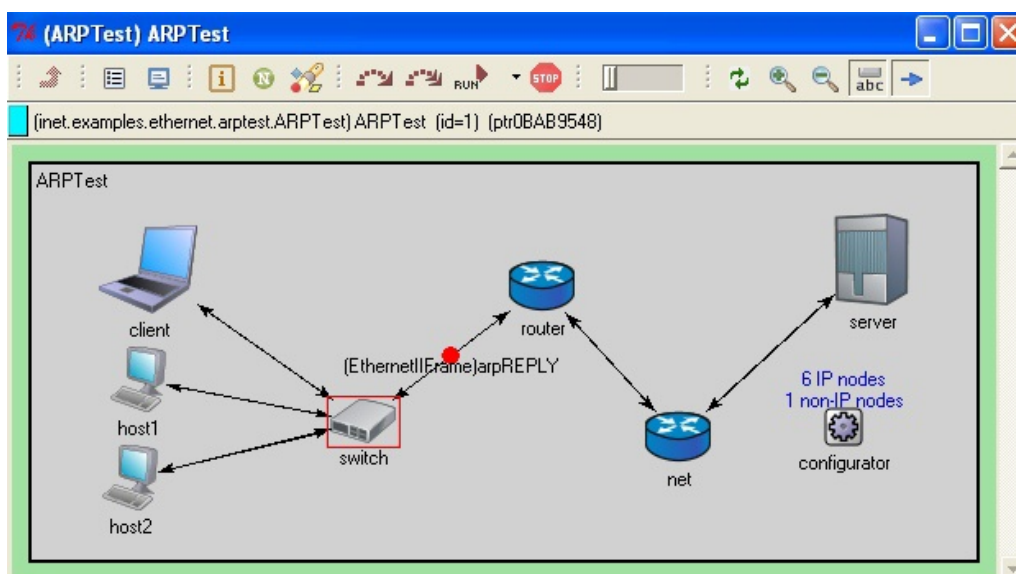 (ARPTest) ARPTest
RUN
STOP
abc
(inet.examples.ethernet.arptest.ARPTest) ARPTest (id=1) (ptr0BAB9548)
ARPTest
client
router
server
(EthernetIIFrame)arpREPLY
6 IP nodes
1 non-IP nodes
host1
switch
net
configurator
host2